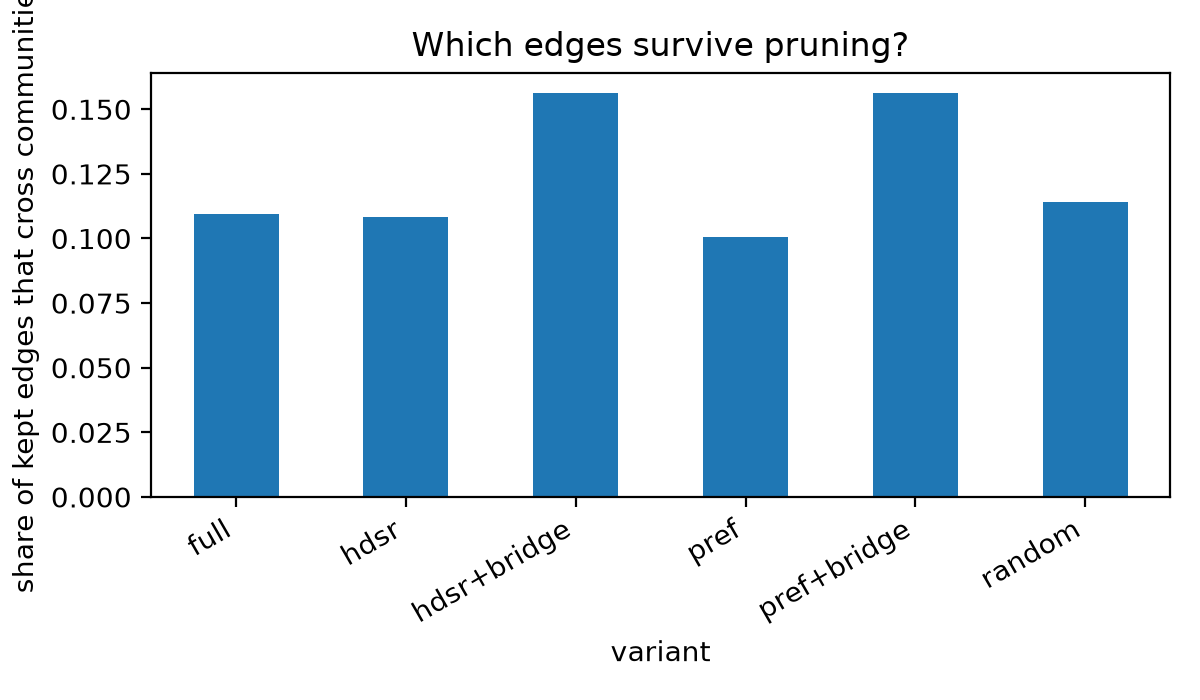 Which edges survive pruning?
share of kept edges that cross communitie
0.150
0.125
0.100
0.075
0.050
0.025
0.000
full
hdsr
hdsr+bridge
pref
pref+bridge
random
variant